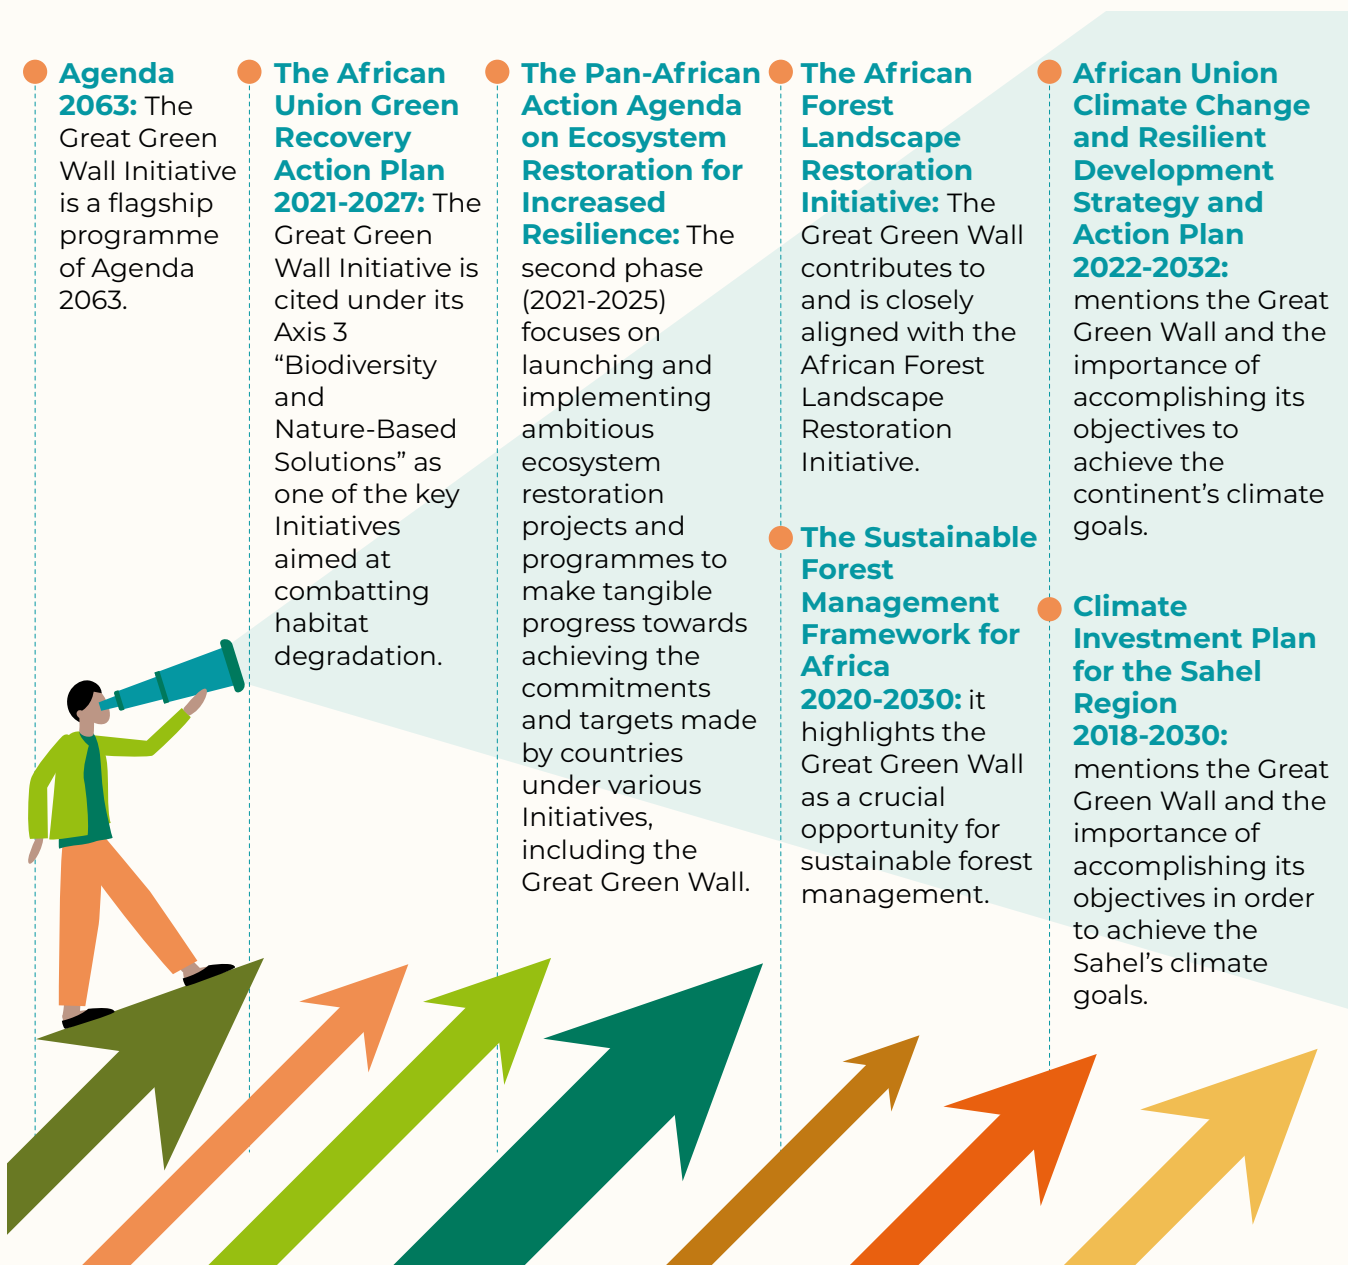 Agenda
2063: The
Great Green
Wall Initiative
is a flagship
programme
of Agenda
2063.
The African
Union Green
Recovery
Action Plan
2021-2027: The
Great Green
Wall Initiative is
cited under its
Axis 3
“Biodiversity
and
Nature-Based
Solutions” as
one of the key
Initiatives
aimed at
combatting
habitat
degradation.
The Pan-African
Action Agenda
on Ecosystem
Restoration for
Increased
Resilience: The
second phase
(2021-2025)
focuses on
launching and
implementing
ambitious
ecosystem
restoration
projects and
programmes to
make tangible
progress towards
achieving the
commitments
and targets made
by countries
under various
Initiatives,
including the
Great Green Wall.
The African
Forest
Landscape
Restoration
Initiative: The
Great Green Wall
contributes to
and is closely
aligned with the
African Forest
Landscape
Restoration
Initiative.
The Sustainable
Forest
Management
Framework for
Africa
2020-2030: it
highlights the
Great Green Wall
as a crucial
opportunity for
sustainable forest
management.
African Union
Climate Change
and Resilient
Development
Strategy and
Action Plan
2022-2032:
mentions the Great
Green Wall and the
importance of
accomplishing its
objectives to
achieve the
continent’s climate
goals.
Climate
Investment Plan
for the Sahel
Region
2018-2030:
mentions the Great
Green Wall and the
importance of
accomplishing its
objectives in order
to achieve the
Sahel’s climate
goals.